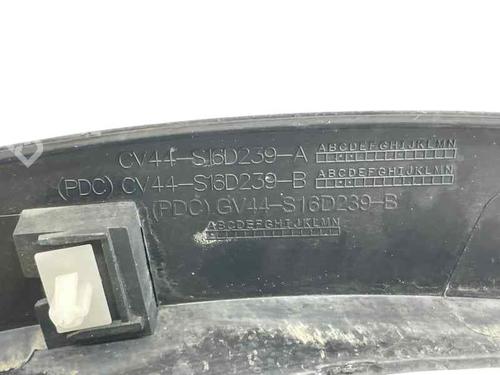 CV44-S16D239-A ABCDEFGHIJKLMN
(PDC) CV44-S16D239-B ABCDEFGHIJKLMN
(PDC) GV44-S16D239-B
ABCDEFGHIJKLMN